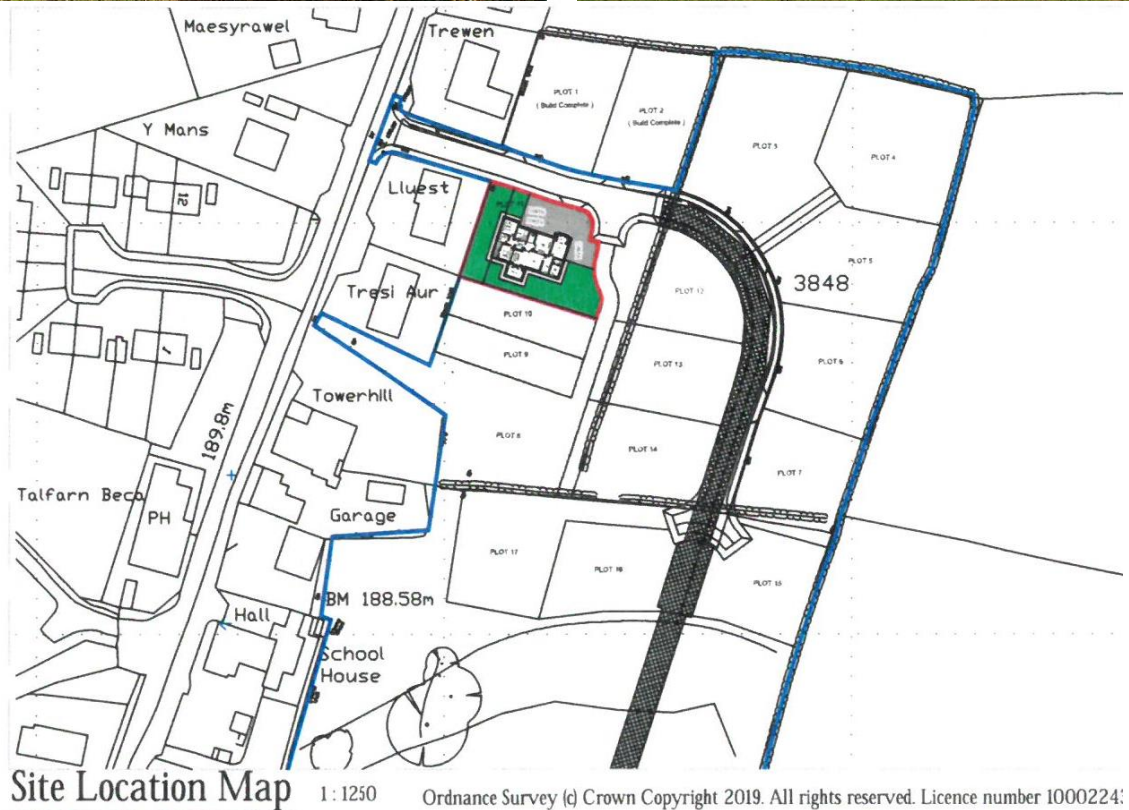 Maesyrawel
Trewen
PLOT 1
( Build Complete )
PLOT 2
( Build Complete )
Y Mans
PLOT 3
PLOT 4
12
Lluest
PLOT 5
3848
Tresi Aur
PLOT 12
PLOT 10
PLOT 9
PLOT 13
PLOT 6
1
Towerhill
189.8m
PLOT 8
PLOT 14
PLOT 7
Talfarn Beca
PH
Garage
PLOT 17
PLOT 16
PLOT 15
BM 188.58m
Hall
School
House
Site Location Map 1:1250 Ordnance Survey (c) Crown Copyright 2019. All rights reserved. Licence number 10002243